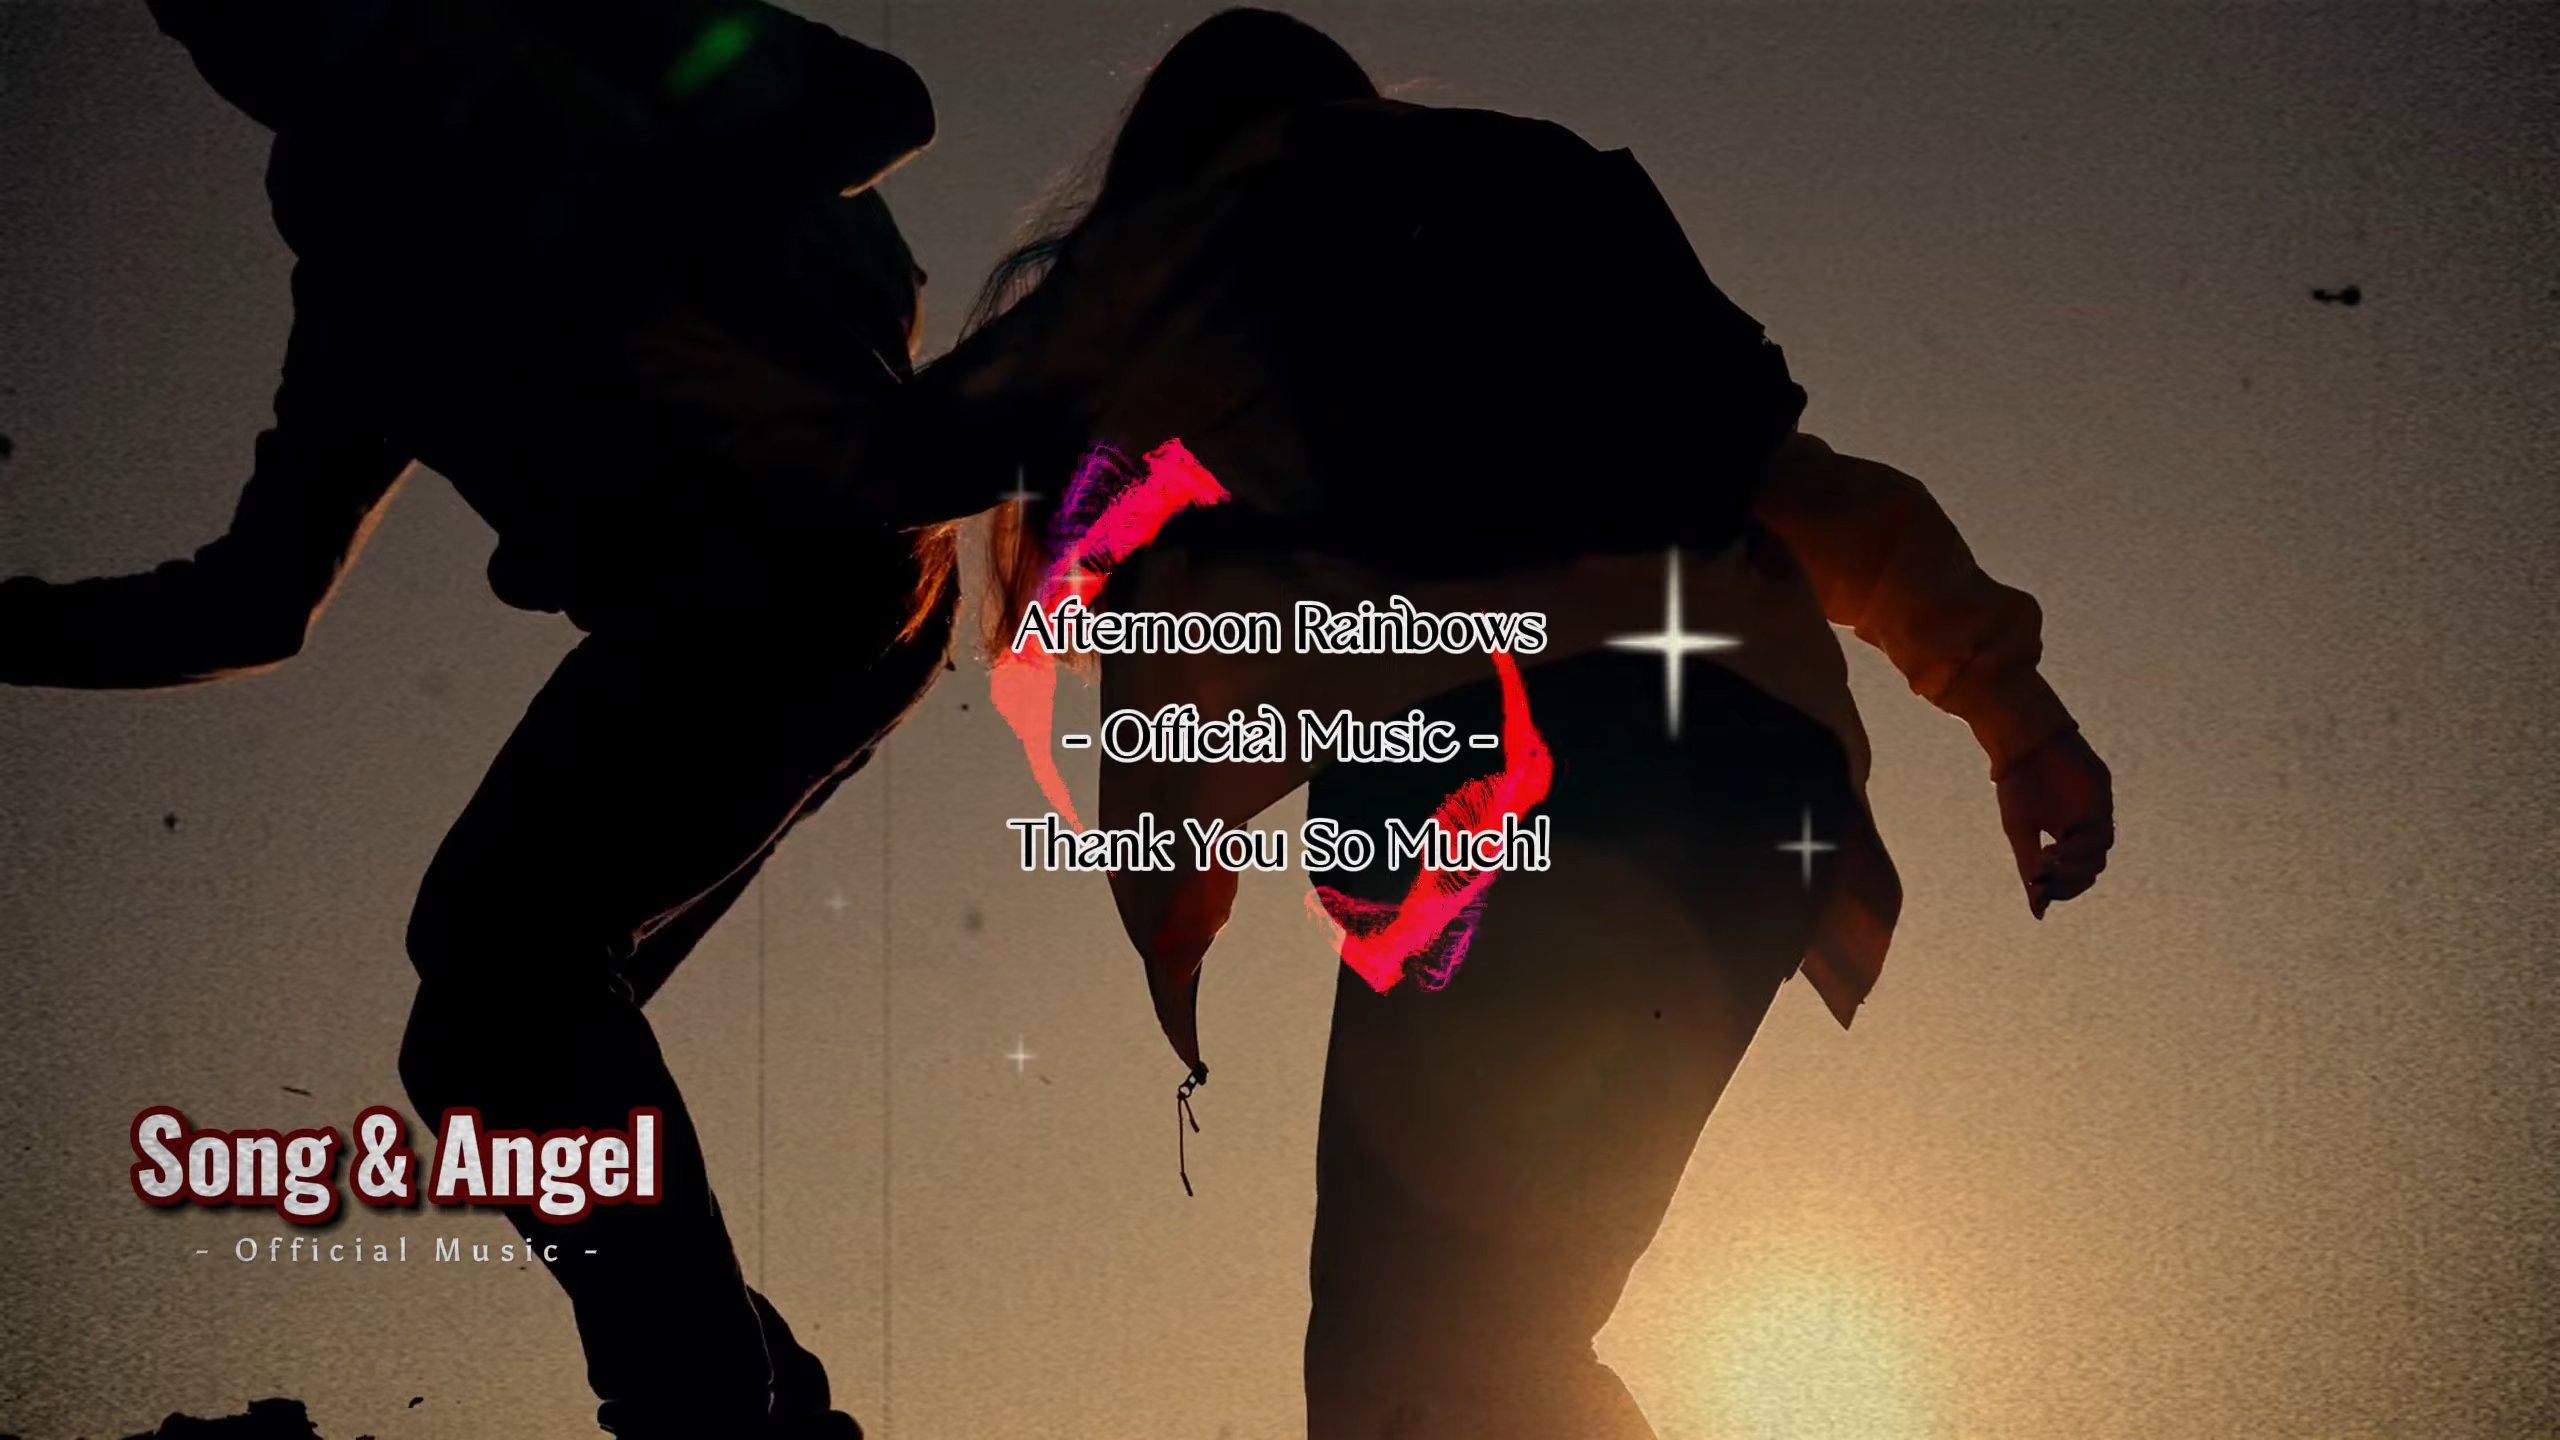 Afternoon Rainbows
- Official Music -
Thank You So Much!
Song & Angel
- Official Music -